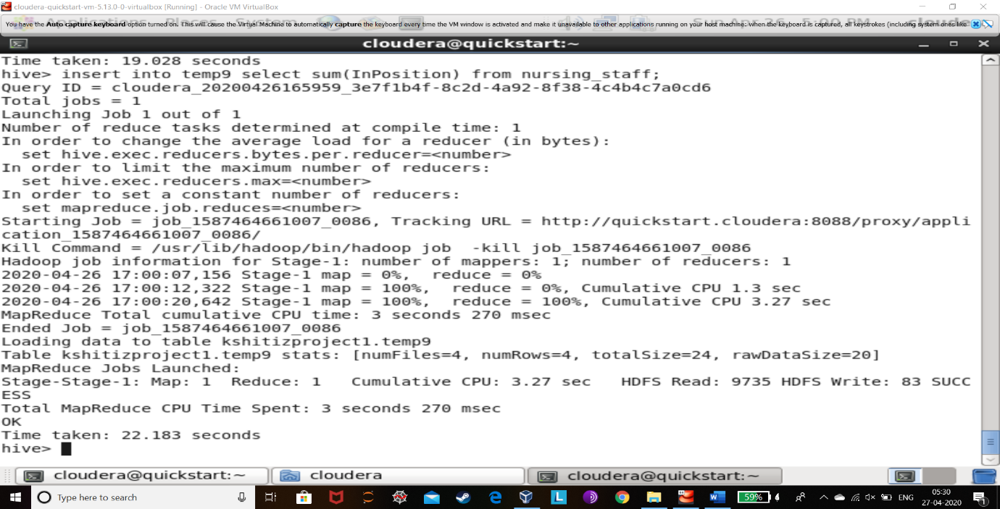 cloudera-quickstart-vm-5.13.0-0-virtualbox [Running] - Oracle VM VirtualBox
You have the Auto capture keyboard option turned on. This will cause the Virtual Machine to automatically capture the keyboard every time the VM window is activated and make it unavailable to other applications running on your host machine: when the keyboard is captured, all keystrokes (including system ones like
cloudera@quickstart:~
Time taken: 19.028 seconds
hive> insert into temp9 select sum(InPosition) from nursing_staff;
Query ID = cloudera_20200426165959_3e7f1b4f-8c2d-4a92-8f38-4c4b4c7a0cd6
Total jobs = 1
Launching Job 1 out of 1
Number of reduce tasks determined at compile time: 1
In order to change the average load for a reducer (in bytes):
  set hive.exec.reducers.bytes.per.reducer=<number>
In order to limit the maximum number of reducers:
  set hive.exec.reducers.max=<number>
In order to set a constant number of reducers:
  set mapreduce.job.reduces=<number>
Starting Job = job_1587464661007_0086, Tracking URL = http://quickstart.cloudera:8088/proxy/appli
cation_1587464661007_0086/
Kill Command = /usr/lib/hadoop/bin/hadoop job  -kill job_1587464661007_0086
Hadoop job information for Stage-1: number of mappers: 1; number of reducers: 1
2020-04-26 17:00:07,156 Stage-1 map = 0%,  reduce = 0%
2020-04-26 17:00:12,322 Stage-1 map = 100%,  reduce = 0%, Cumulative CPU 1.3 sec
2020-04-26 17:00:20,642 Stage-1 map = 100%,  reduce = 100%, Cumulative CPU 3.27 sec
MapReduce Total cumulative CPU time: 3 seconds 270 msec
Ended Job = job_1587464661007_0086
Loading data to table kshitizproject1.temp9
Table kshitizproject1.temp9 stats: [numFiles=4, numRows=4, totalSize=24, rawDataSize=20]
MapReduce Jobs Launched:
Stage-Stage-1: Map: 1  Reduce: 1   Cumulative CPU: 3.27 sec   HDFS Read: 9735 HDFS Write: 83 SUCC
ESS
Total MapReduce CPU Time Spent: 3 seconds 270 msec
OK
Time taken: 22.183 seconds
hive>
cloudera@quickstart:~ cloudera cloudera@quickstart:~
Type here to search 59% ENG 05:30
27-04-2020 1